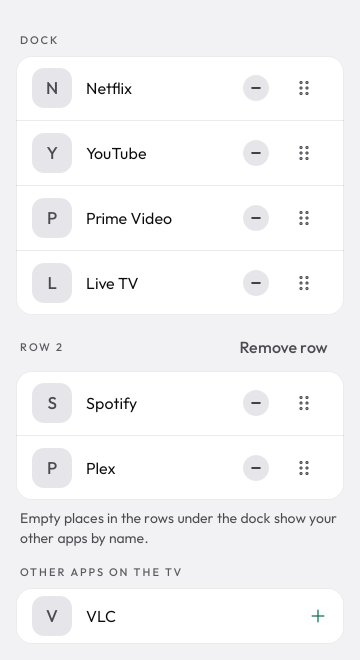 DOCK
N Netflix
Y YouTube
P Prime Video
L Live TV
ROW 2 Remove row
S Spotify
P Plex
Empty places in the rows under the dock show your
other apps by name.
OTHER APPS ON THE TV
V VLC